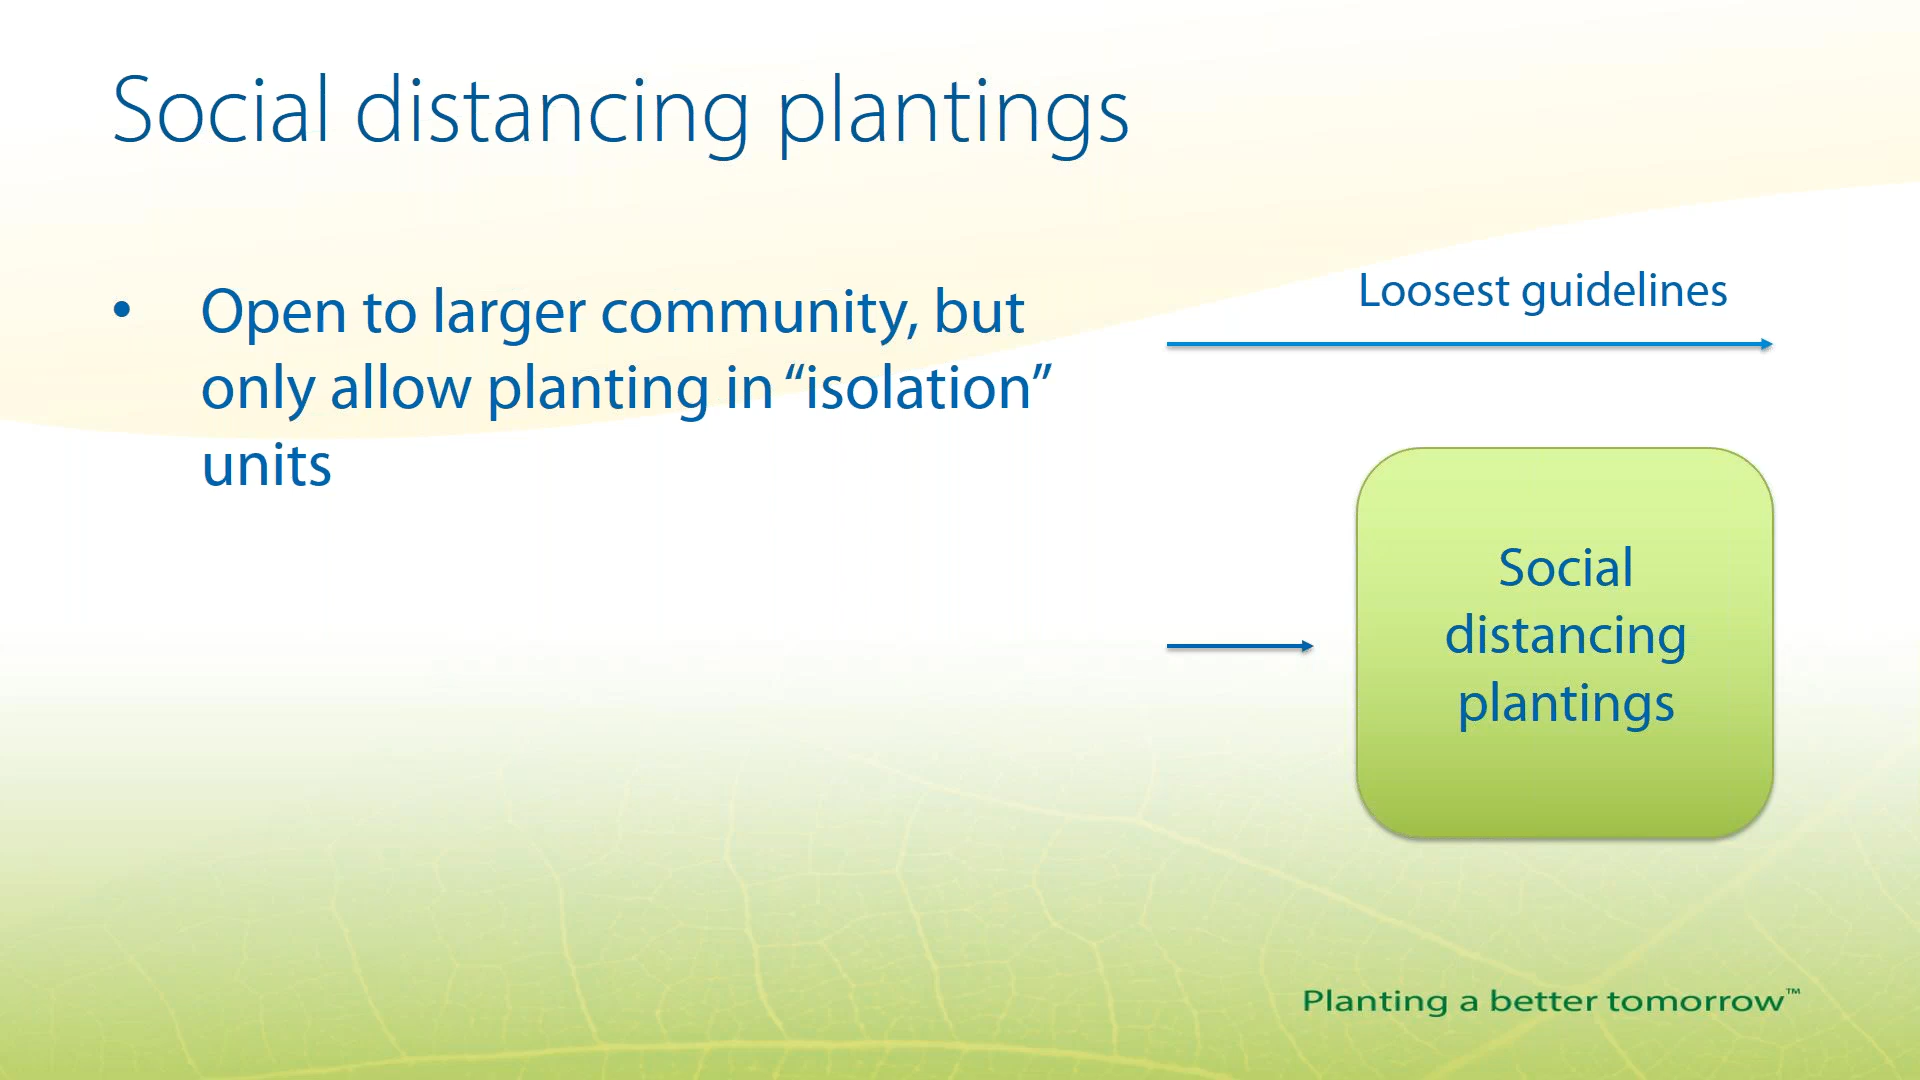 Social distancing plantings
• Open to larger community, but
only allow planting in “isolation”
units
Loosest guidelines
Social
distancing
plantings
Planting a better tomorrow™